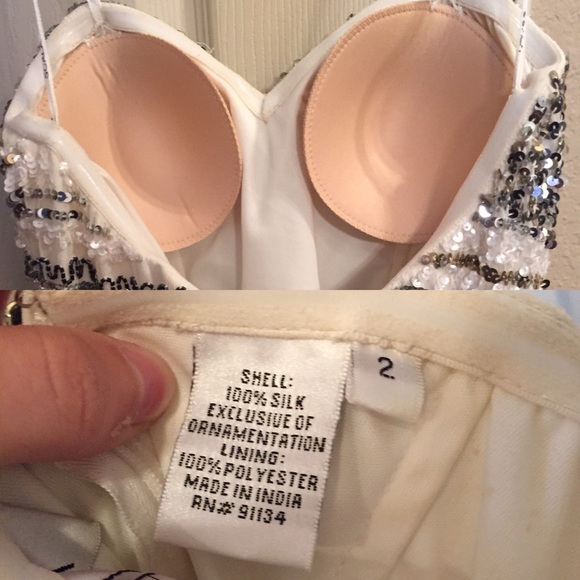 SHELL:
100% SILK
EXCLUSIVE OF
ORNAMENTATION
LINING:
100% POLYESTER
MADE IN INDIA
RN# 91134
2